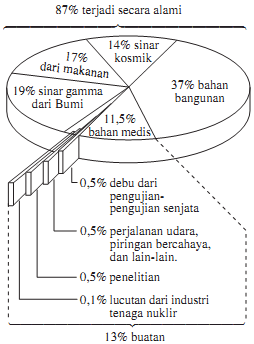 87% terjadi secara alami
14% sinar
kosmik
17%
dari makanan
37% bahan
bangunan
19% sinar gamma
dari Bumi
11,5%
bahan medis
0,5% debu dari
pengujian-
pengujian senjata
0,5% perjalanan udara,
piringan bercahaya,
dan lain-lain.
0,5% penelitian
0,1% lucutan dari industri
tenaga nuklir
13% buatan